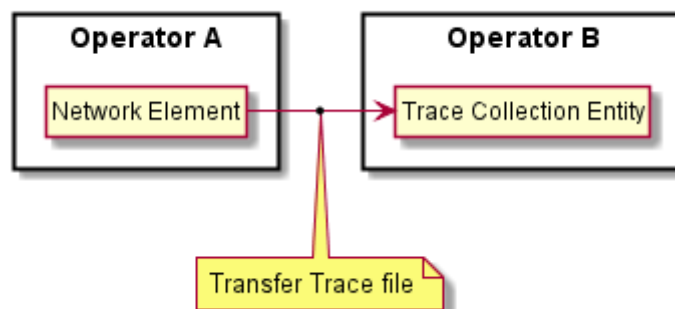 Operator A
Operator B
Network Element
Trace Collection Entity
Transfer Trace file